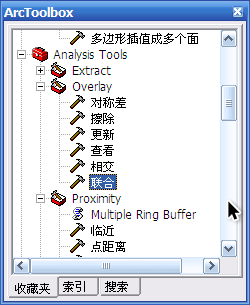 ArcToolbox
多边形插值成多个面
Analysis Tools
Extract
Overlay
对称差
擦除
更新
查看
相交
联合
Proximity
Multiple Ring Buffer
临近
点距离
收藏夹 索引 搜索